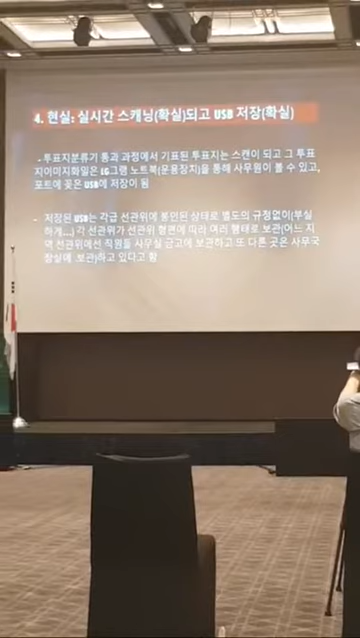 4. 현실: 실시간 스캐닝(확실)되고 USB 저장(확실)
- 투표지분류기 통과 과정에서 기표된 투표지는 스캔이 되고 그 투표
지이미지화일은 LG그램 노트북(운용장치)을 통해 사무원이 볼 수 있고,
포트에 꽂은 USB에 저장이 됨
- 저장된 USB는 각급 선관위에 봉인된 상태로 별도의 규정없이(부실
하게...) 각 선관위가 선관위 형편에 따라 여러 형태로 보관(어느 지
역 선관위에선 직원들 사무실 금고에 보관하고 또 다른 곳은 사무국
장실에 보관)하고 있다고 함